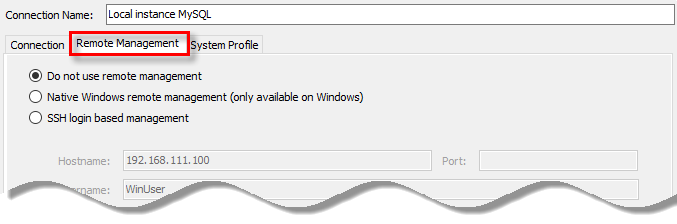 Connection Name: Local instance MySQL
Connection Remote Management System Profile
Do not use remote management
Native Windows remote management (only available on Windows)
SSH login based management
Hostname: 192.168.111.100 Port:
WinUser